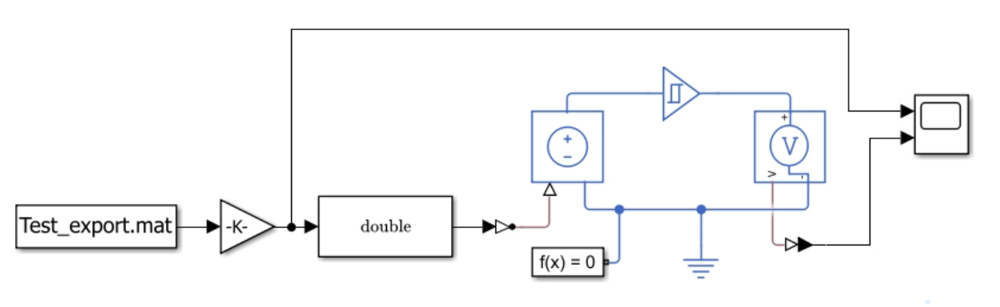 +
-
+
V
>
-
Test_export.mat
-K-
double
f(x) = 0